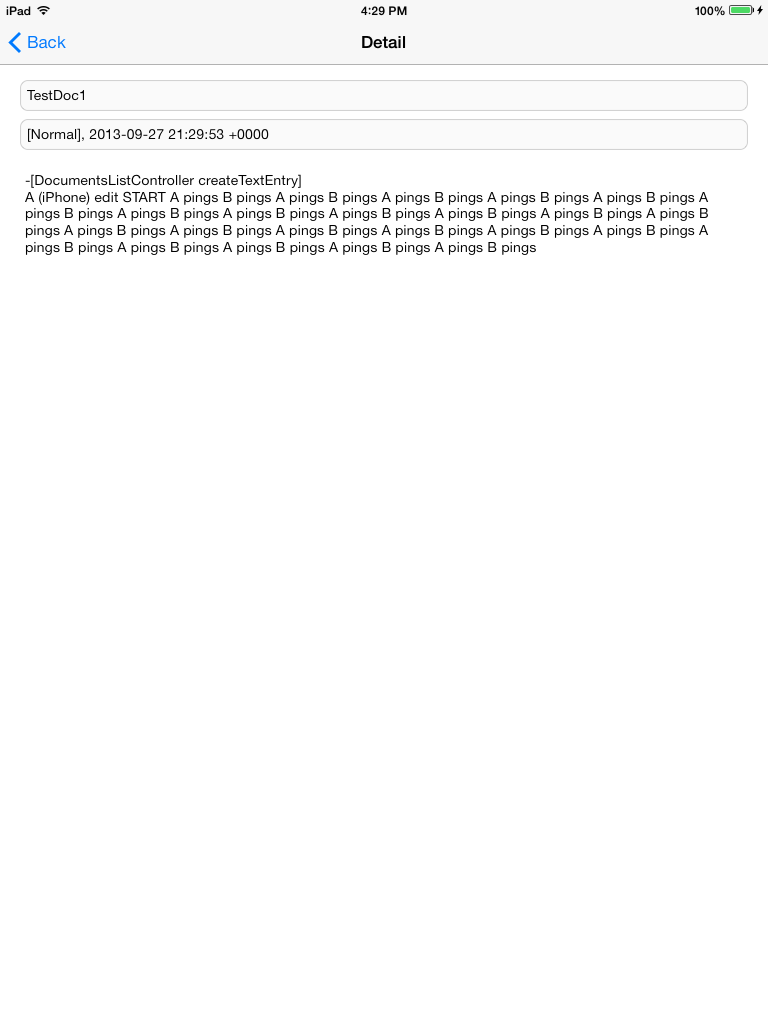 iPad 4:29 PM 100%
Back Detail
TestDoc1
[Normal], 2013-09-27 21:29:53 +0000
-[DocumentsListController createTextEntry]
A (iPhone) edit START A pings B pings A pings B pings A pings B pings A pings B pings A pings B pings A
pings B pings A pings B pings A pings B pings A pings B pings A pings B pings A pings B pings A pings B
pings A pings B pings A pings B pings A pings B pings A pings B pings A pings B pings A pings B pings A
pings B pings A pings B pings A pings B pings A pings B pings A pings B pings